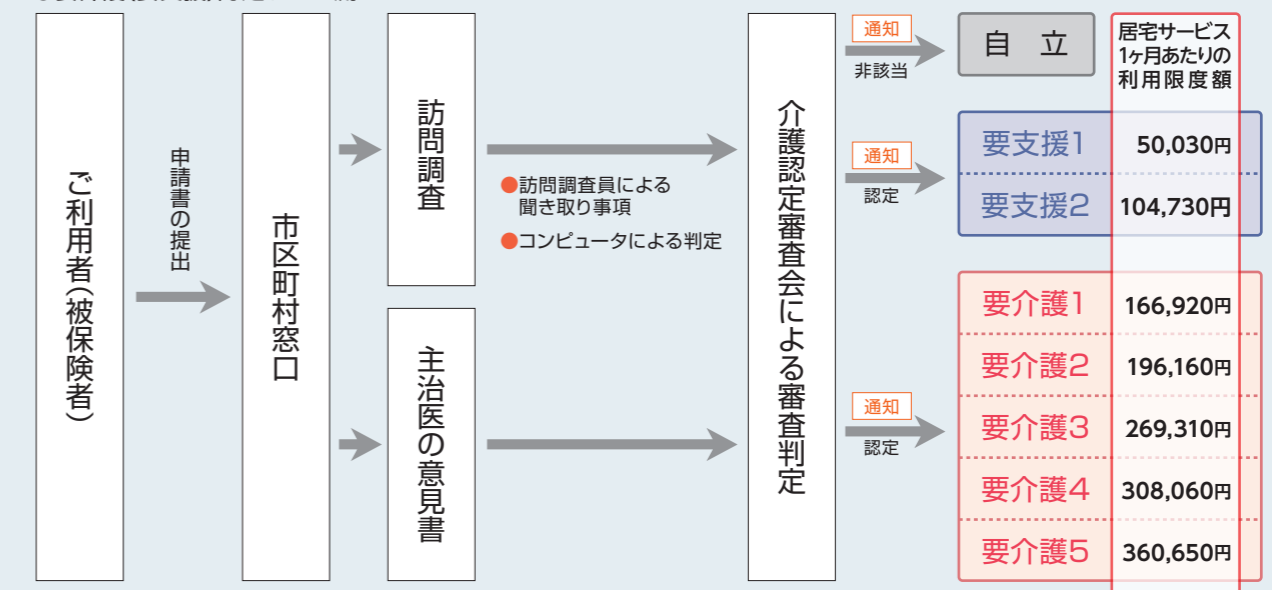 ご利用者(被保険者)
申請書の提出
市区町村窓口
訪問調査
●訪問調査員による
聞き取り事項
●コンピュータによる判定
主治医の意見書
介護認定審査会による審査判定
通知
非該当
自 立
居宅サービス
1ヶ月あたりの
利用限度額
通知
認定
要支援1 50,030円
要支援2 104,730円
通知
認定
要介護1 166,920円
要介護2 196,160円
要介護3 269,310円
要介護4 308,060円
要介護5 360,650円